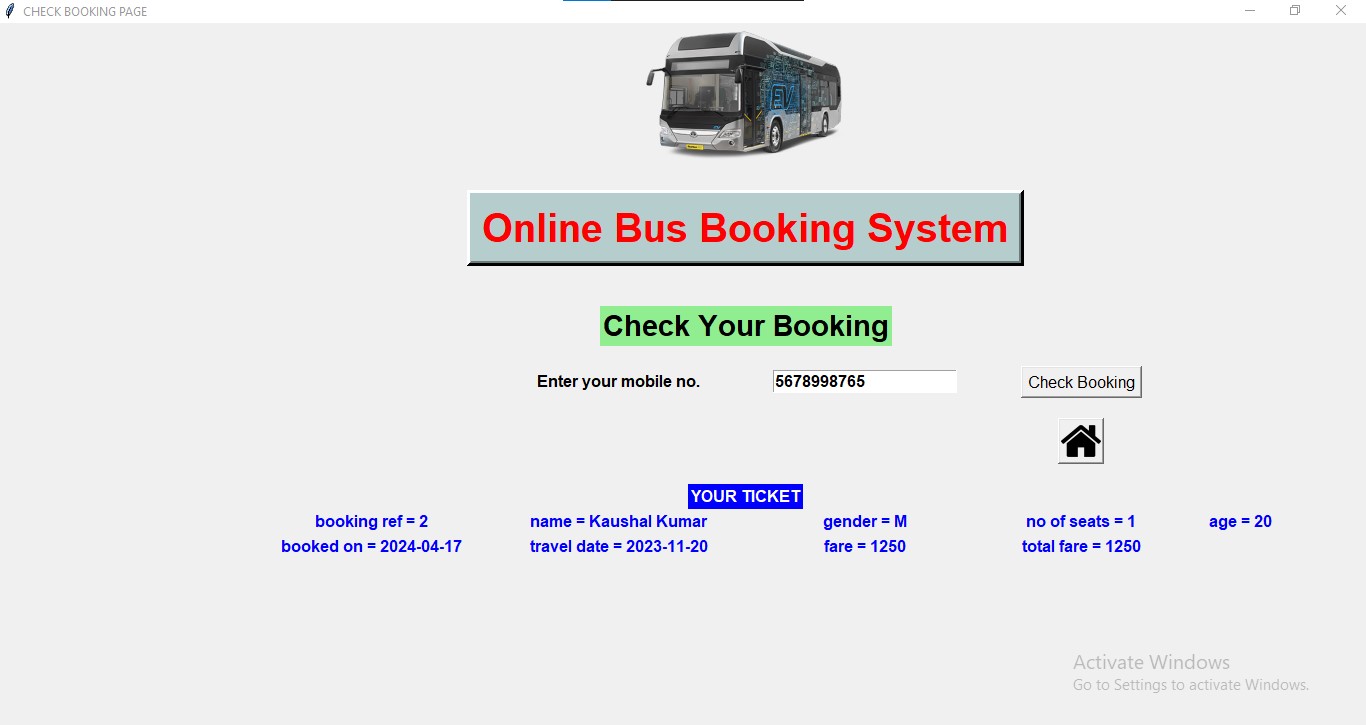 CHECK BOOKING PAGE
EV
Online Bus Booking System
Check Your Booking
Enter your mobile no. 5678998765 Check Booking
YOUR TICKET
booking ref = 2 name = Kaushal Kumar gender = M no of seats = 1 age = 20
booked on = 2024-04-17 travel date = 2023-11-20 fare = 1250 total fare = 1250
Activate Windows
Go to Settings to activate Windows.